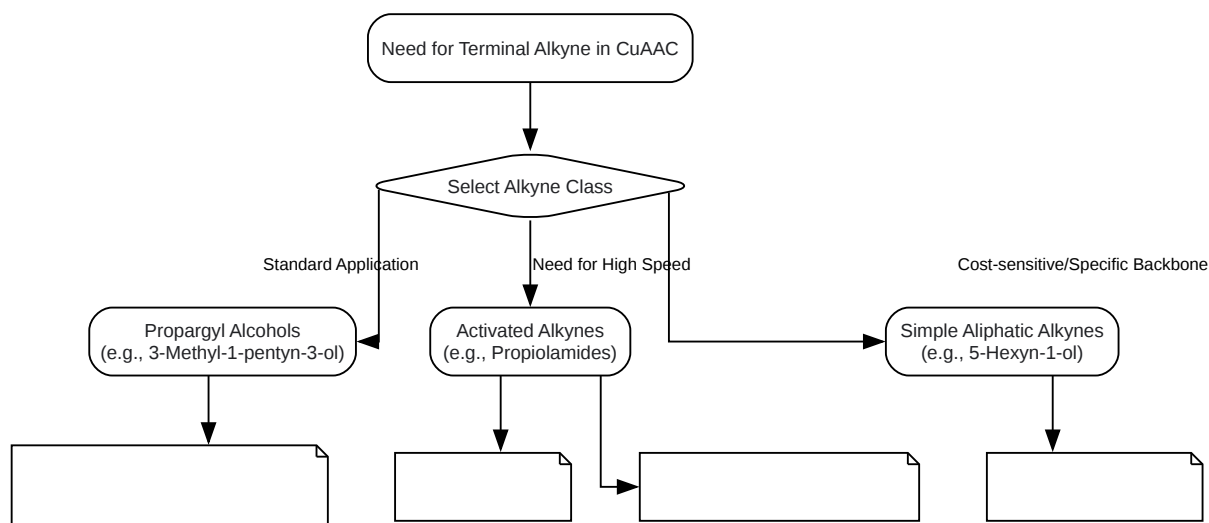 Need for Terminal Alkyne in CuAAC
Select Alkyne Class
Standard Application
Need for High Speed
Cost-sensitive/Specific Backbone
Propargyl Alcohols
(e.g., 3-Methyl-1-pentyn-3-ol)
Activated Alkynes
(e.g., Propiolamides)
Simple Aliphatic Alkynes
(e.g., 5-Hexyn-1-ol)